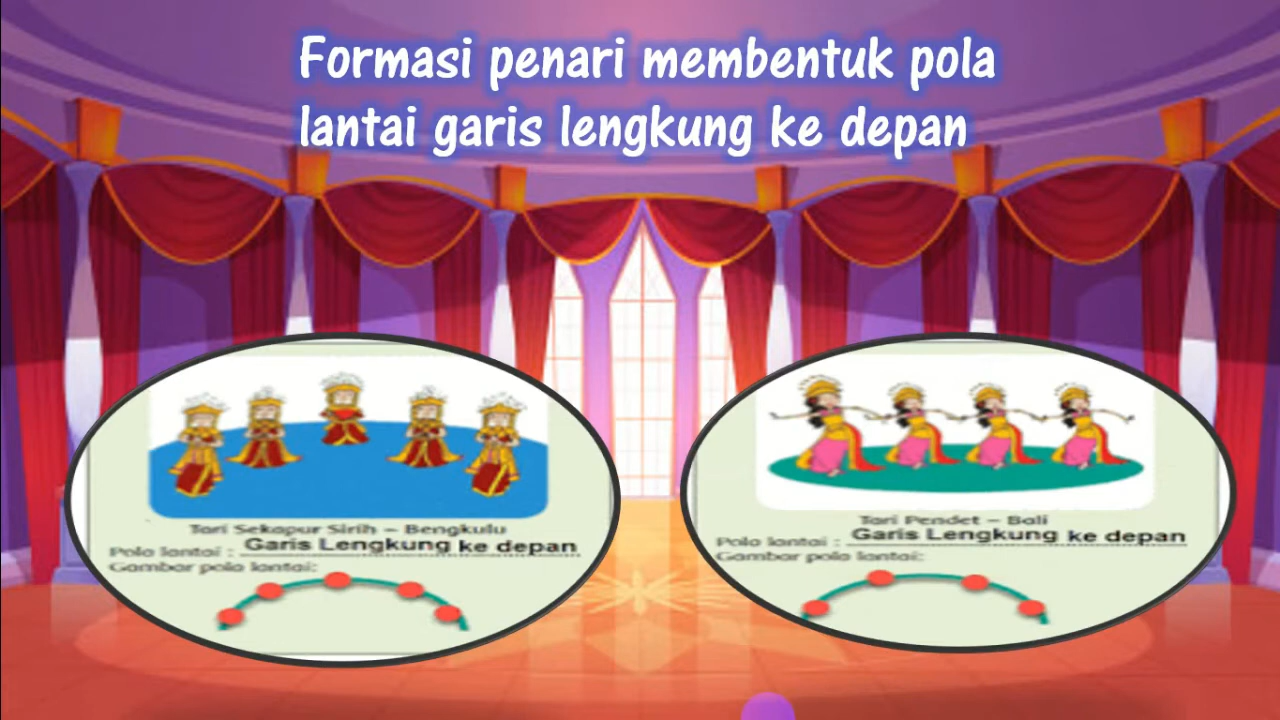 Formasi penari membentuk pola
lantai garis lengkung ke depan
Tari Sekapur Sirih – Bengkulu
Pola lantai : Garis Lengkung ke depan
Gambar pola lantai:
Tari Pendet – Bali
Pola lantai : Garis Lengkung ke depan
Gambar pola lantai: